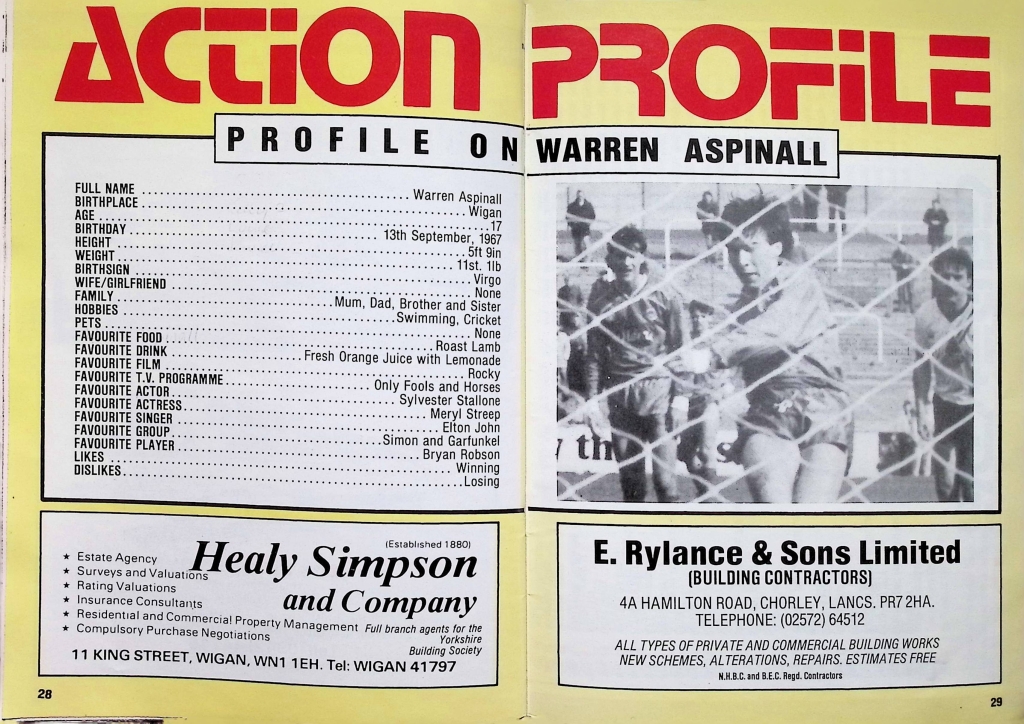 ACTION PROFILE
PROFILE ON WARREN ASPINALL
FULL NAME ........ Warren Aspinall
BIRTHPLACE ........ Wigan
AGE ........ 17
BIRTHDAY ........ 13th September, 1967
HEIGHT ........ 5ft 9in
WEIGHT ........ 11st. 1lb
BIRTHSIGN ........ Virgo
WIFE/GIRLFRIEND ........ None
FAMILY ........ Mum, Dad, Brother and Sister
HOBBIES ........ Swimming, Cricket
PETS ........ None
FAVOURITE FOOD ........ Roast Lamb
FAVOURITE DRINK ........ Fresh Orange Juice with Lemonade
FAVOURITE FILM ........ Rocky
FAVOURITE T.V. PROGRAMME ........ Only Fools and Horses
FAVOURITE ACTOR ........ Sylvester Stallone
FAVOURITE ACTRESS ........ Meryl Streep
FAVOURITE SINGER ........ Elton John
FAVOURITE GROUP ........ Simon and Garfunkel
FAVOURITE PLAYER ........ Bryan Robson
LIKES ........ Winning
DISLIKES ........ Losing
(Established 1880)
Healy Simpson
and Company
★ Estate Agency
★ Surveys and Valuations
★ Rating Valuations
★ Insurance Consultants
★ Residential and Commercial Property Management
★ Compulsory Purchase Negotiations
Full branch agents for the
Yorkshire
Building Society
11 KING STREET, WIGAN, WN1 1EH. Tel: WIGAN 41797
28
E. Rylance & Sons Limited
(BUILDING CONTRACTORS)
4A HAMILTON ROAD, CHORLEY, LANCS. PR7 2HA.
TELEPHONE: (02572) 64512
ALL TYPES OF PRIVATE AND COMMERCIAL BUILDING WORKS
NEW SCHEMES, ALTERATIONS, REPAIRS. ESTIMATES FREE
N.H.B.C. and B.E.C. Regd. Contractors
29